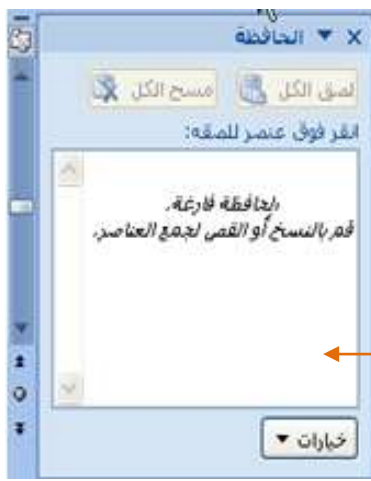 الحافظة
لصق الكل مسح الكل
انقر فوق عنصر للصقه:
الحافظة فارغة.
قم بالنسخ أو القص لجمع العناصر.
خيارات